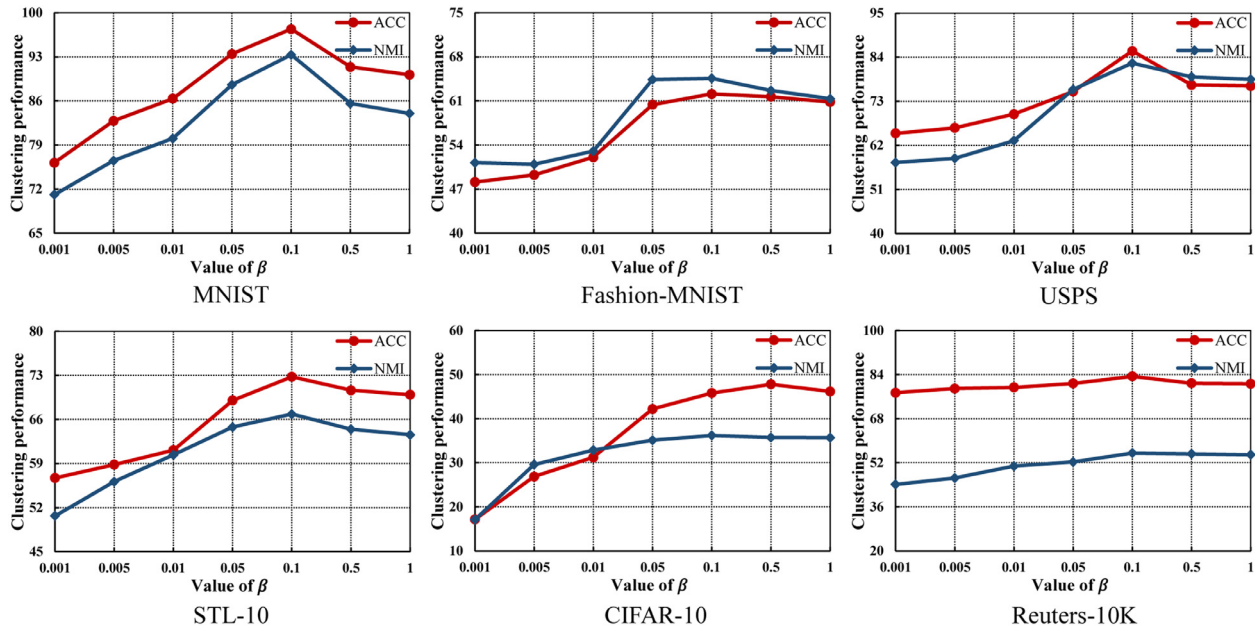 Clustering performance
100
93
86
79
72
65
ACC
NMI
0.001 0.005 0.01 0.05 0.1 0.5 1
Value of β
MNIST
Clustering performance
75
68
61
54
47
40
ACC
NMI
0.001 0.005 0.01 0.05 0.1 0.5 1
Value of β
Fashion-MNIST
Clustering performance
95
84
73
62
51
40
ACC
NMI
0.001 0.005 0.01 0.05 0.1 0.5 1
Value of β
USPS
Clustering performance
80
73
66
59
52
45
ACC
NMI
0.001 0.005 0.01 0.05 0.1 0.5 1
Value of β
STL-10
Clustering performance
60
50
40
30
20
10
ACC
NMI
0.001 0.005 0.01 0.05 0.1 0.5 1
Value of β
CIFAR-10
Clustering performance
100
84
68
52
36
20
ACC
NMI
0.001 0.005 0.01 0.05 0.1 0.5 1
Value of β
Reuters-10K